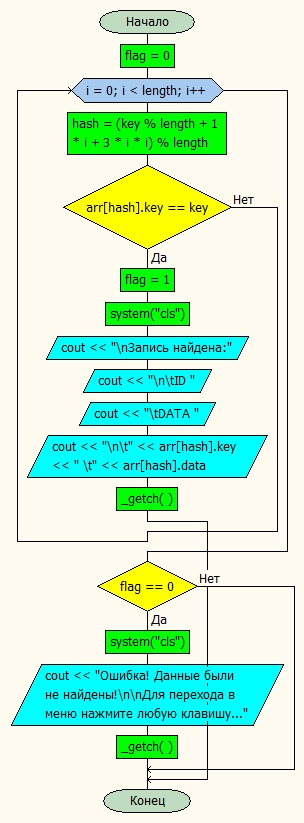 Начало
flag = 0
i = 0; i < length; i++
hash = (key % length + 1
* i + 3 * i * i) % length
arr[hash].key == key
Нет
Да
flag = 1
system("cls")
cout << "\nЗапись найдена:"
cout << "\n\tID "
cout << "\tDATA "
cout << "\n\t" << arr[hash].key
<< " \t" << arr[hash].data
_getch( )
flag == 0
Нет
Да
system("cls")
cout << "Ошибка! Данные были
не найдены!\n\nДля перехода в
меню нажмите любую клавишу..."
_getch( )
Конец